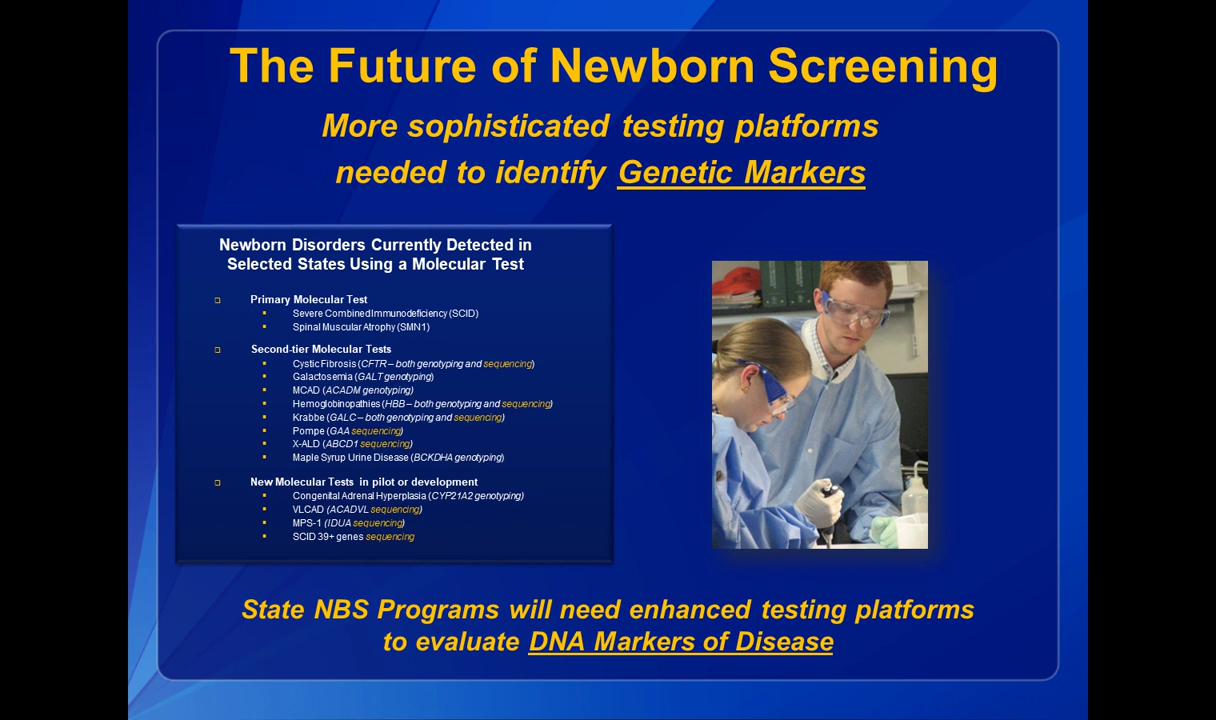 The Future of Newborn Screening
More sophisticated testing platforms
needed to identify Genetic Markers
Newborn Disorders Currently Detected in
Selected States Using a Molecular Test
Primary Molecular Test
Severe Combined Immunodeficiency (SCID)
Spinal Muscular Atrophy (SMN1)
Second-tier Molecular Tests
Cystic Fibrosis (CFTR – both genotyping and sequencing)
Galactosemia (GALT genotyping)
MCAD (ACADM genotyping)
Hemoglobinopathies (HBB – both genotyping and sequencing)
Krabbe (GALC – both genotyping and sequencing)
Pompe (GAA sequencing)
X-ALD (ABCD1 sequencing)
Maple Syrup Urine Disease (BCKDHA genotyping)
New Molecular Tests in pilot or development
Congenital Adrenal Hyperplasia (CYP21A2 genotyping)
VLCAD (ACADVL sequencing)
MPS-1 (IDUA sequencing)
SCID 39+ genes sequencing
State NBS Programs will need enhanced testing platforms
to evaluate DNA Markers of Disease